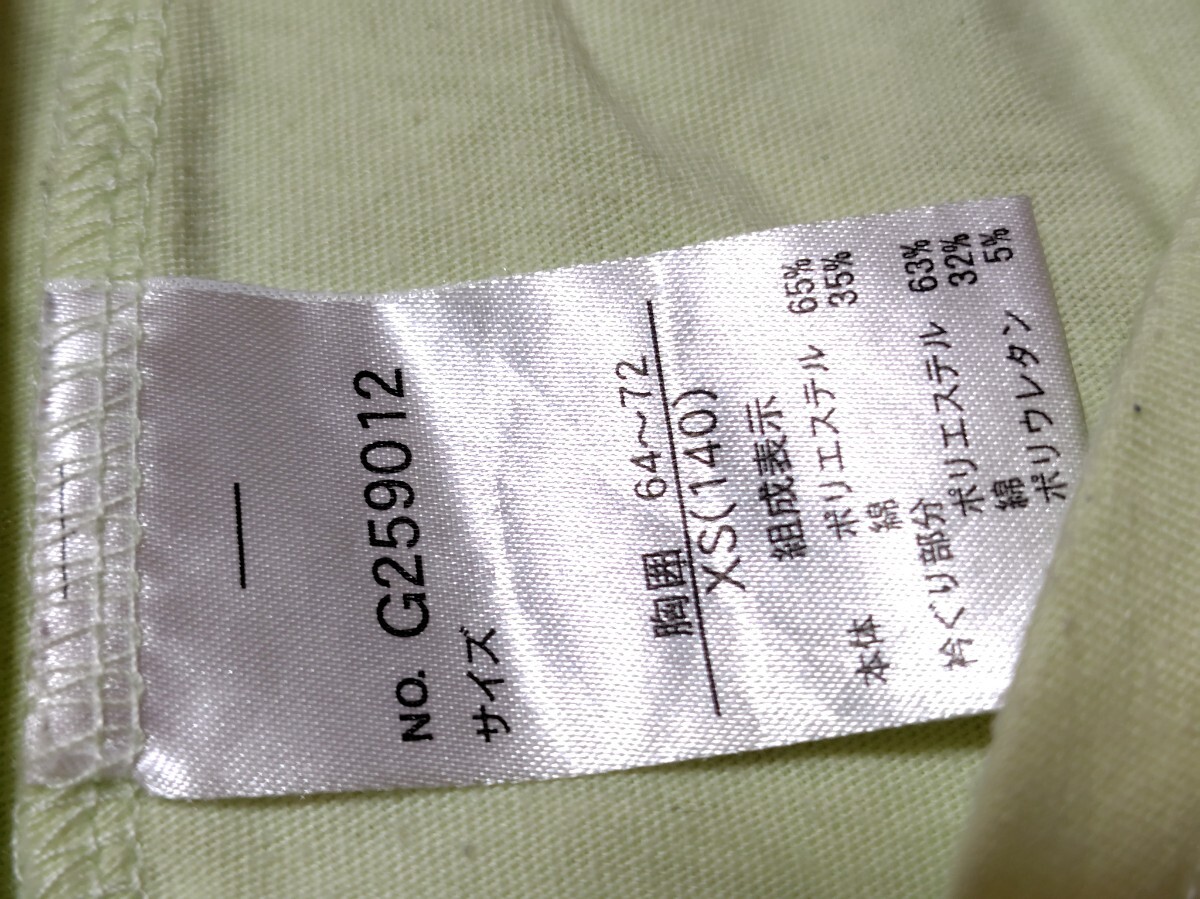 NO. G259012
サイズ
胸囲 64～72
XS(140)
組成表示
ポリエステル 65%
本体 綿 35%
衿ぐり部分
ポリエステル 63%
綿 32%
ポリウレタン 5%